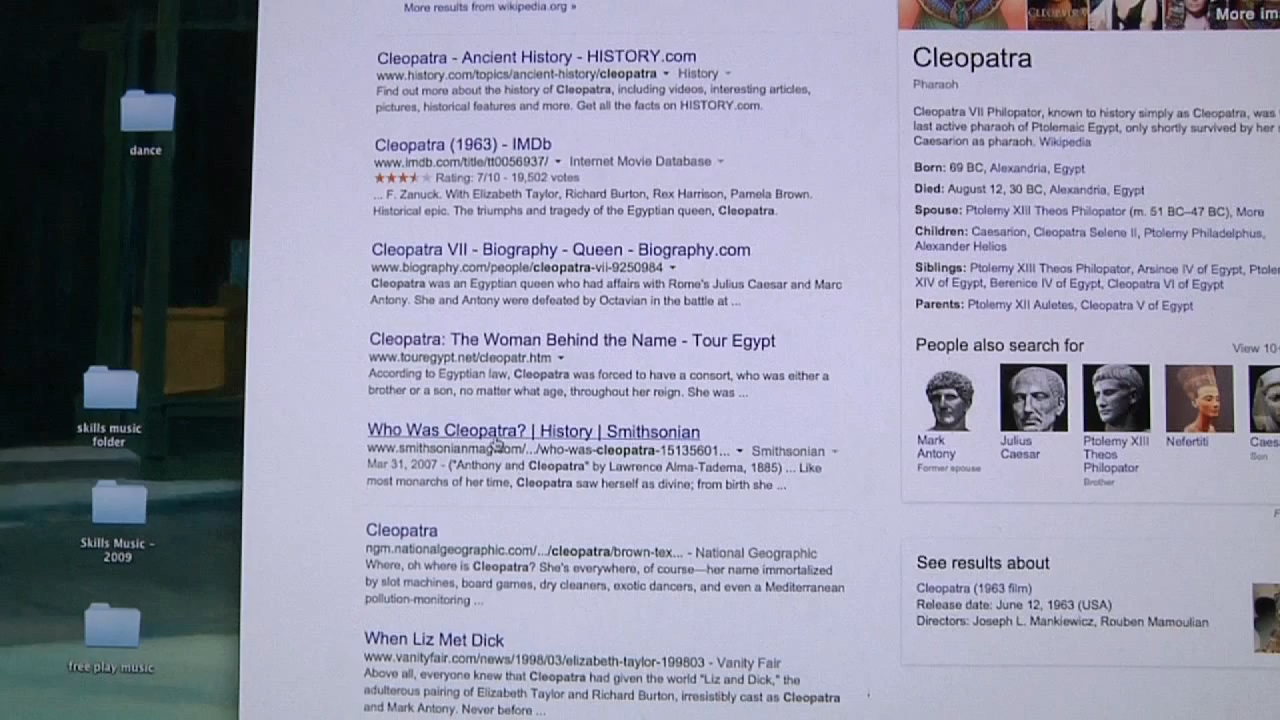 More results from wikipedia.org »
Cleopatra - Ancient History - HISTORY.com
www.history.com/topics/ancient-history/cleopatra ▾ History ▾
Find out more about the history of Cleopatra, including videos, interesting articles,
pictures, historical features and more. Get all the facts on HISTORY.com.
Cleopatra (1963) - IMDb
www.imdb.com/title/tt0056937/ ▾ Internet Movie Database ▾
Rating: 7/10 - 19,502 votes
... F. Zanuck. With Elizabeth Taylor, Richard Burton, Rex Harrison, Pamela Brown.
Historical epic. The triumphs and tragedy of the Egyptian queen, Cleopatra.
Cleopatra VII - Biography - Queen - Biography.com
www.biography.com/people/cleopatra-vii-9250984 ▾
Cleopatra was an Egyptian queen who had affairs with Rome's Julius Caesar and Marc
Antony. She and Antony were defeated by Octavian in the battle at ...
Cleopatra: The Woman Behind the Name - Tour Egypt
www.touregypt.net/cleopatr.htm ▾
According to Egyptian law, Cleopatra was forced to have a consort, who was either a
brother or a son, no matter what age, throughout her reign. She was ...
Who Was Cleopatra? | History | Smithsonian
www.smithsonianmag.com/.../who-was-cleopatra-15135601... ▾ Smithsonian ▾
Mar 31, 2007 - ("Anthony and Cleopatra" by Lawrence Alma-Tadema, 1885) ... Like
most monarchs of her time, Cleopatra saw herself as divine; from birth she ...
Cleopatra
ngm.nationalgeographic.com/.../cleopatra/brown-tex... - National Geographic
Where, oh where is Cleopatra? She's everywhere, of course—her name immortalized
by slot machines, board games, dry cleaners, exotic dancers, and even a Mediterranean
pollution-monitoring ...
When Liz Met Dick
www.vanityfair.com/news/1998/03/elizabeth-taylor-199803 - Vanity Fair
Above all, everyone knew that Cleopatra had given the world "Liz and Dick," the
adulterous pairing of Elizabeth Taylor and Richard Burton, irresistibly cast as Cleopatra
and Mark Antony. Never before ...
More im
Cleopatra
Pharaoh
Cleopatra VII Philopator, known to history simply as Cleopatra, was
last active pharaoh of Ptolemaic Egypt, only shortly survived by her
Caesarion as pharaoh. Wikipedia
Born: 69 BC, Alexandria, Egypt
Died: August 12, 30 BC, Alexandria, Egypt
Spouse: Ptolemy XIII Theos Philopator (m. 51 BC–47 BC), More
Children: Caesarion, Cleopatra Selene II, Ptolemy Philadelphus,
Alexander Helios
Siblings: Ptolemy XIII Theos Philopator, Arsinoe IV of Egypt, Ptole
XIV of Egypt, Berenice IV of Egypt, Cleopatra VI of Egypt
Parents: Ptolemy XII Auletes, Cleopatra V of Egypt
People also search for
View 10
Mark
Antony
Former spouse
Julius
Caesar
Ptolemy XIII
Theos
Philopator
Brother
Nefertiti
Caes
Son
See results about
Cleopatra (1963 film)
Release date: June 12, 1963 (USA)
Directors: Joseph L. Mankiewicz, Rouben Mamoulian
dance
skills music
folder
Skills Music -
2009
free play music